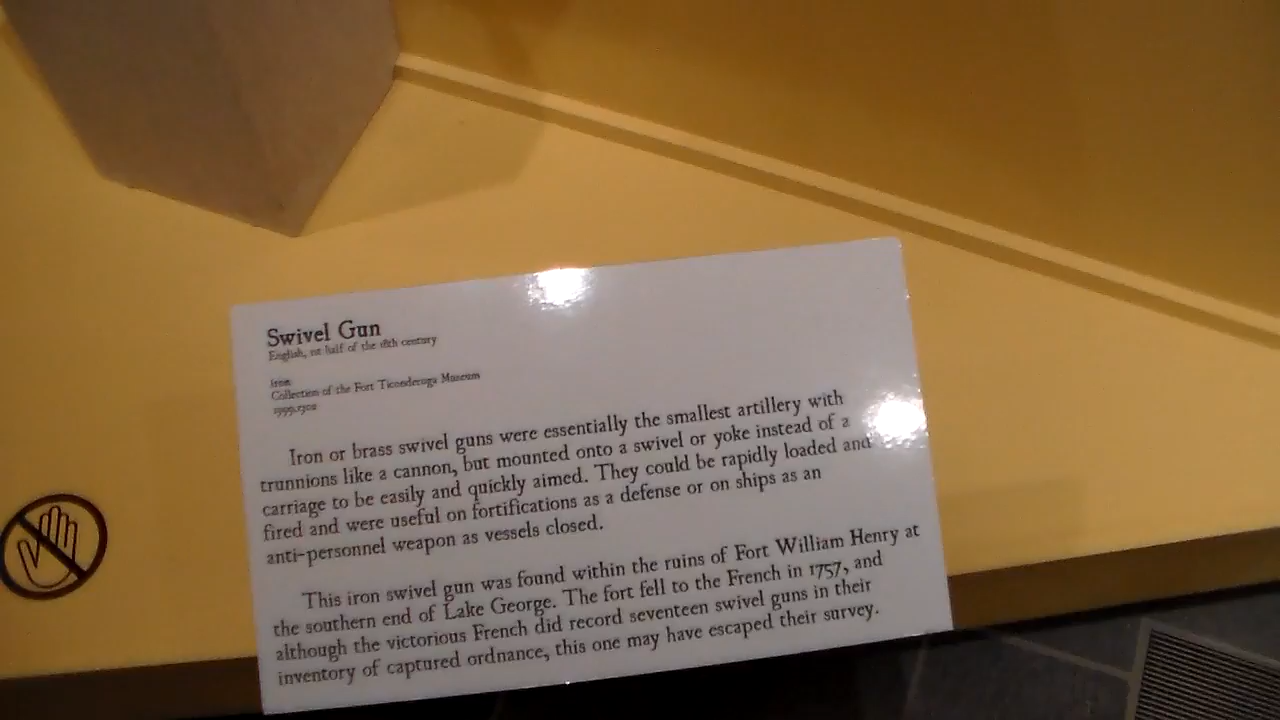 Swivel Gun
English, 1st half of the 18th century
Iron
Collection of the Fort Ticonderoga Museum
Iron or brass swivel guns were essentially the smallest artillery with
trunnions like a cannon, but mounted onto a swivel or yoke instead of a
carriage to be easily and quickly aimed. They could be rapidly loaded and
fired and were useful on fortifications as a defense or on ships as an
anti-personnel weapon as vessels closed.
This iron swivel gun was found within the ruins of Fort William Henry at
the southern end of Lake George. The fort fell to the French in 1757, and
although the victorious French did record seventeen swivel guns in their
inventory of captured ordnance, this one may have escaped their survey.